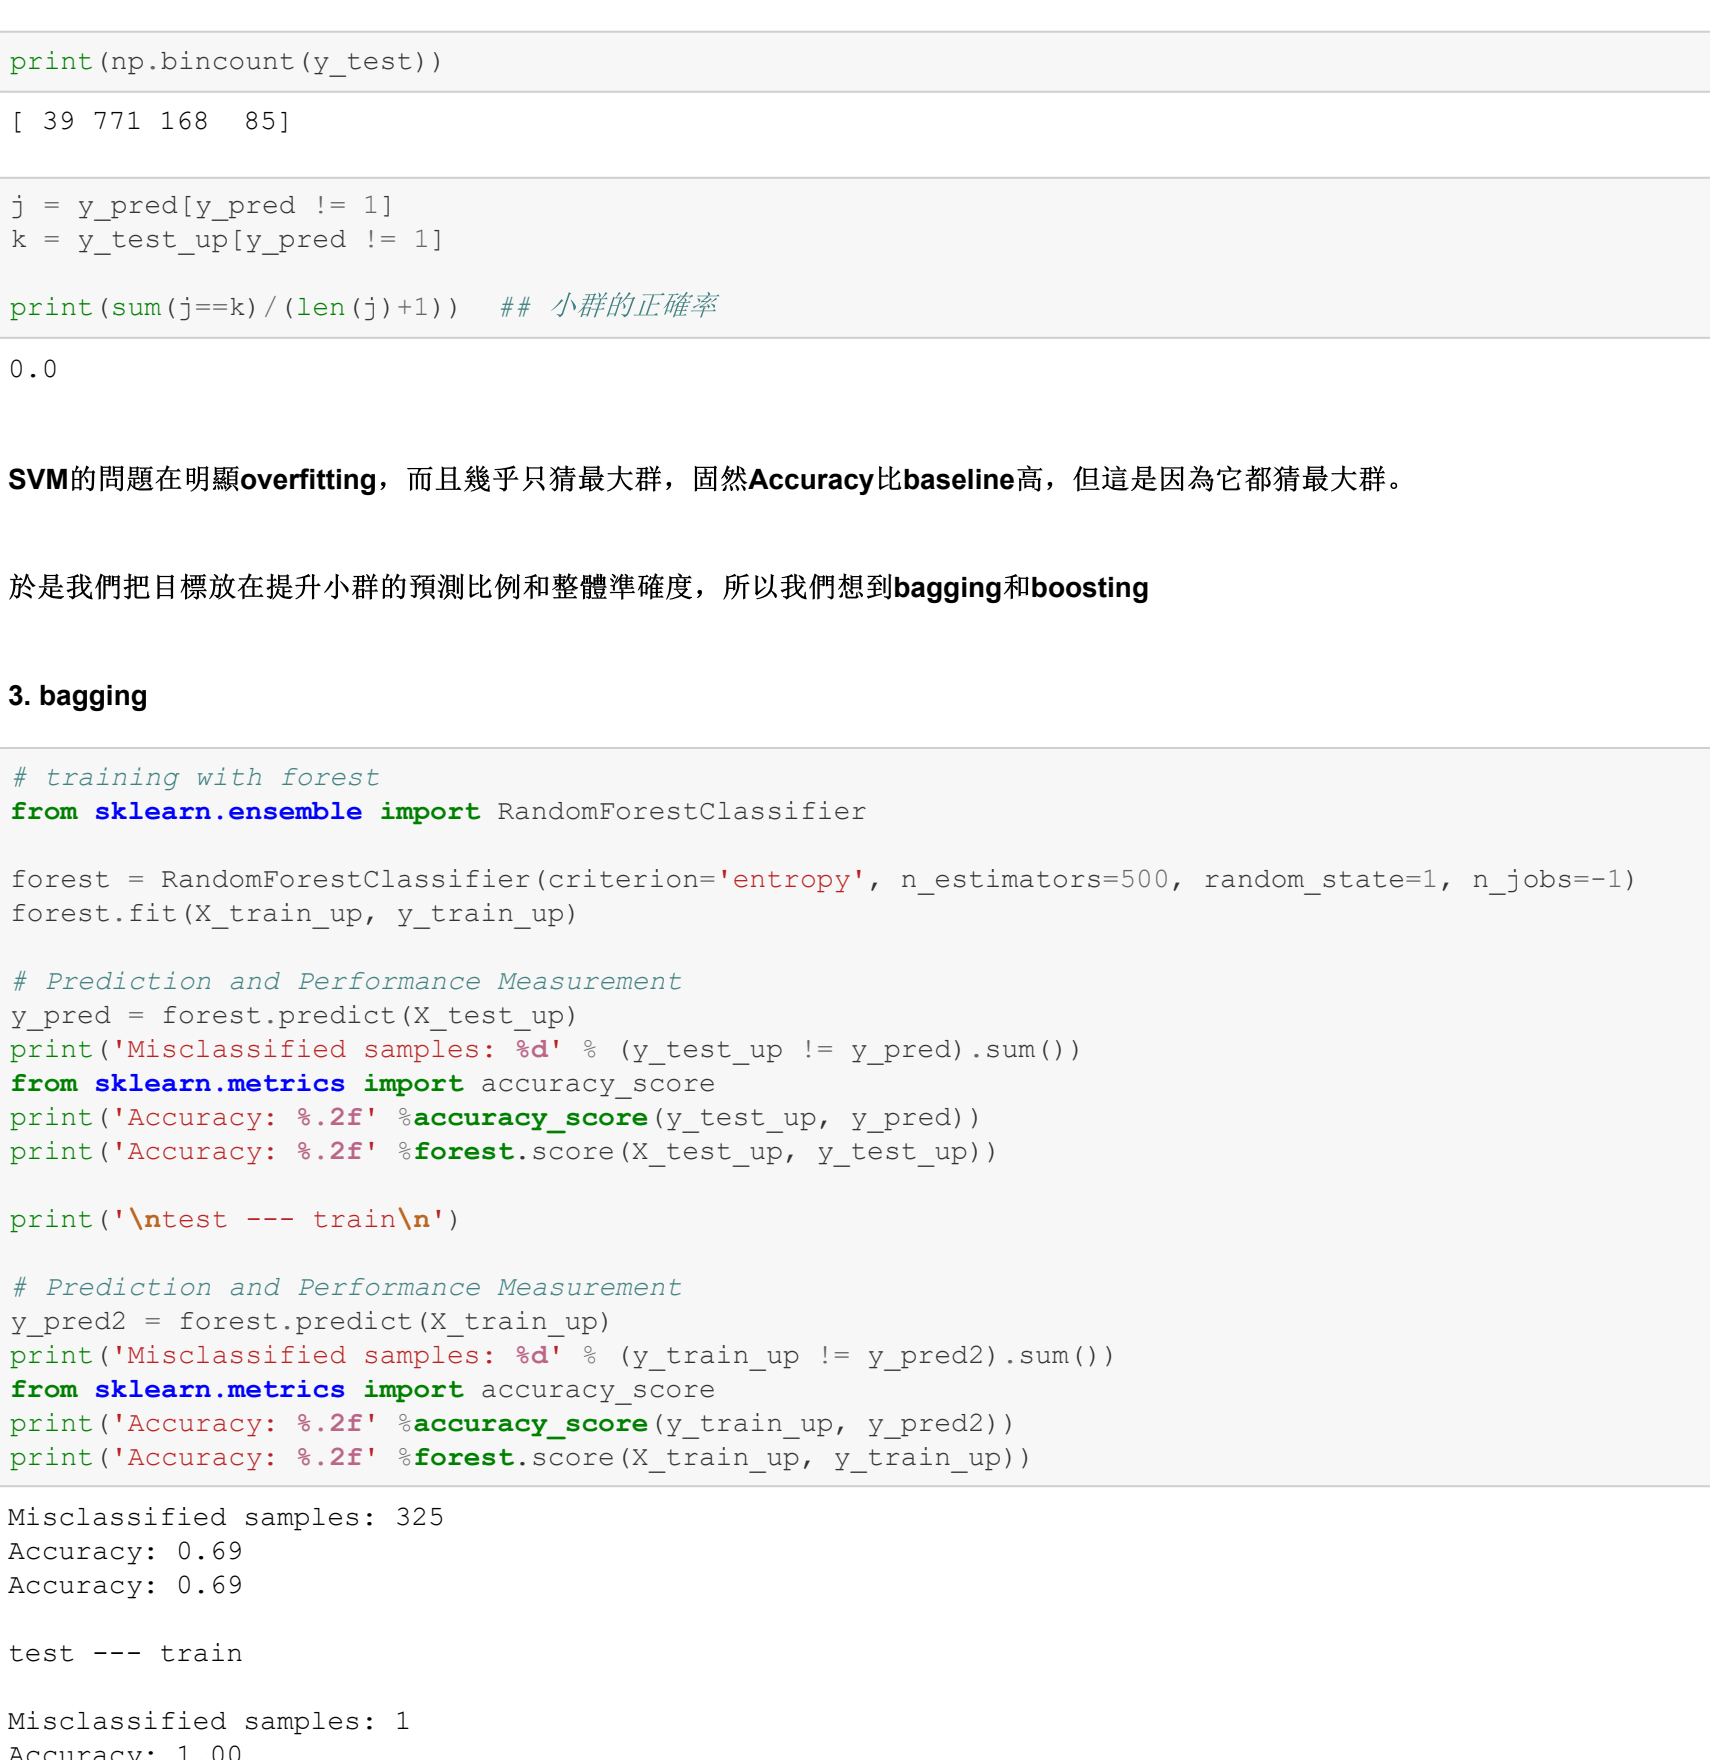 print(np.bincount(y_test))
[ 39 771 168  85]
j = y_pred[y_pred != 1]
k = y_test_up[y_pred != 1]
print(sum(j==k)/(len(j)+1))  ## 小群的正確率
0.0
SVM的問題在明顯overfitting，而且幾乎只猜最大群，固然Accuracy比baseline高，但這是因為它都猜最大群。
於是我們把目標放在提升小群的預測比例和整體準確度，所以我們想到bagging和boosting
3. bagging
# training with forest
from sklearn.ensemble import RandomForestClassifier
forest = RandomForestClassifier(criterion='entropy', n_estimators=500, random_state=1, n_jobs=-1)
forest.fit(X_train_up, y_train_up)
# Prediction and Performance Measurement
y_pred = forest.predict(X_test_up)
print('Misclassified samples: %d' % (y_test_up != y_pred).sum())
from sklearn.metrics import accuracy_score
print('Accuracy: %.2f' %accuracy_score(y_test_up, y_pred))
print('Accuracy: %.2f' %forest.score(X_test_up, y_test_up))
print('\ntest --- train\n')
# Prediction and Performance Measurement
y_pred2 = forest.predict(X_train_up)
print('Misclassified samples: %d' % (y_train_up != y_pred2).sum())
from sklearn.metrics import accuracy_score
print('Accuracy: %.2f' %accuracy_score(y_train_up, y_pred2))
print('Accuracy: %.2f' %forest.score(X_train_up, y_train_up))
Misclassified samples: 325
Accuracy: 0.69
Accuracy: 0.69
test --- train
Misclassified samples: 1
Accuracy: 1.00